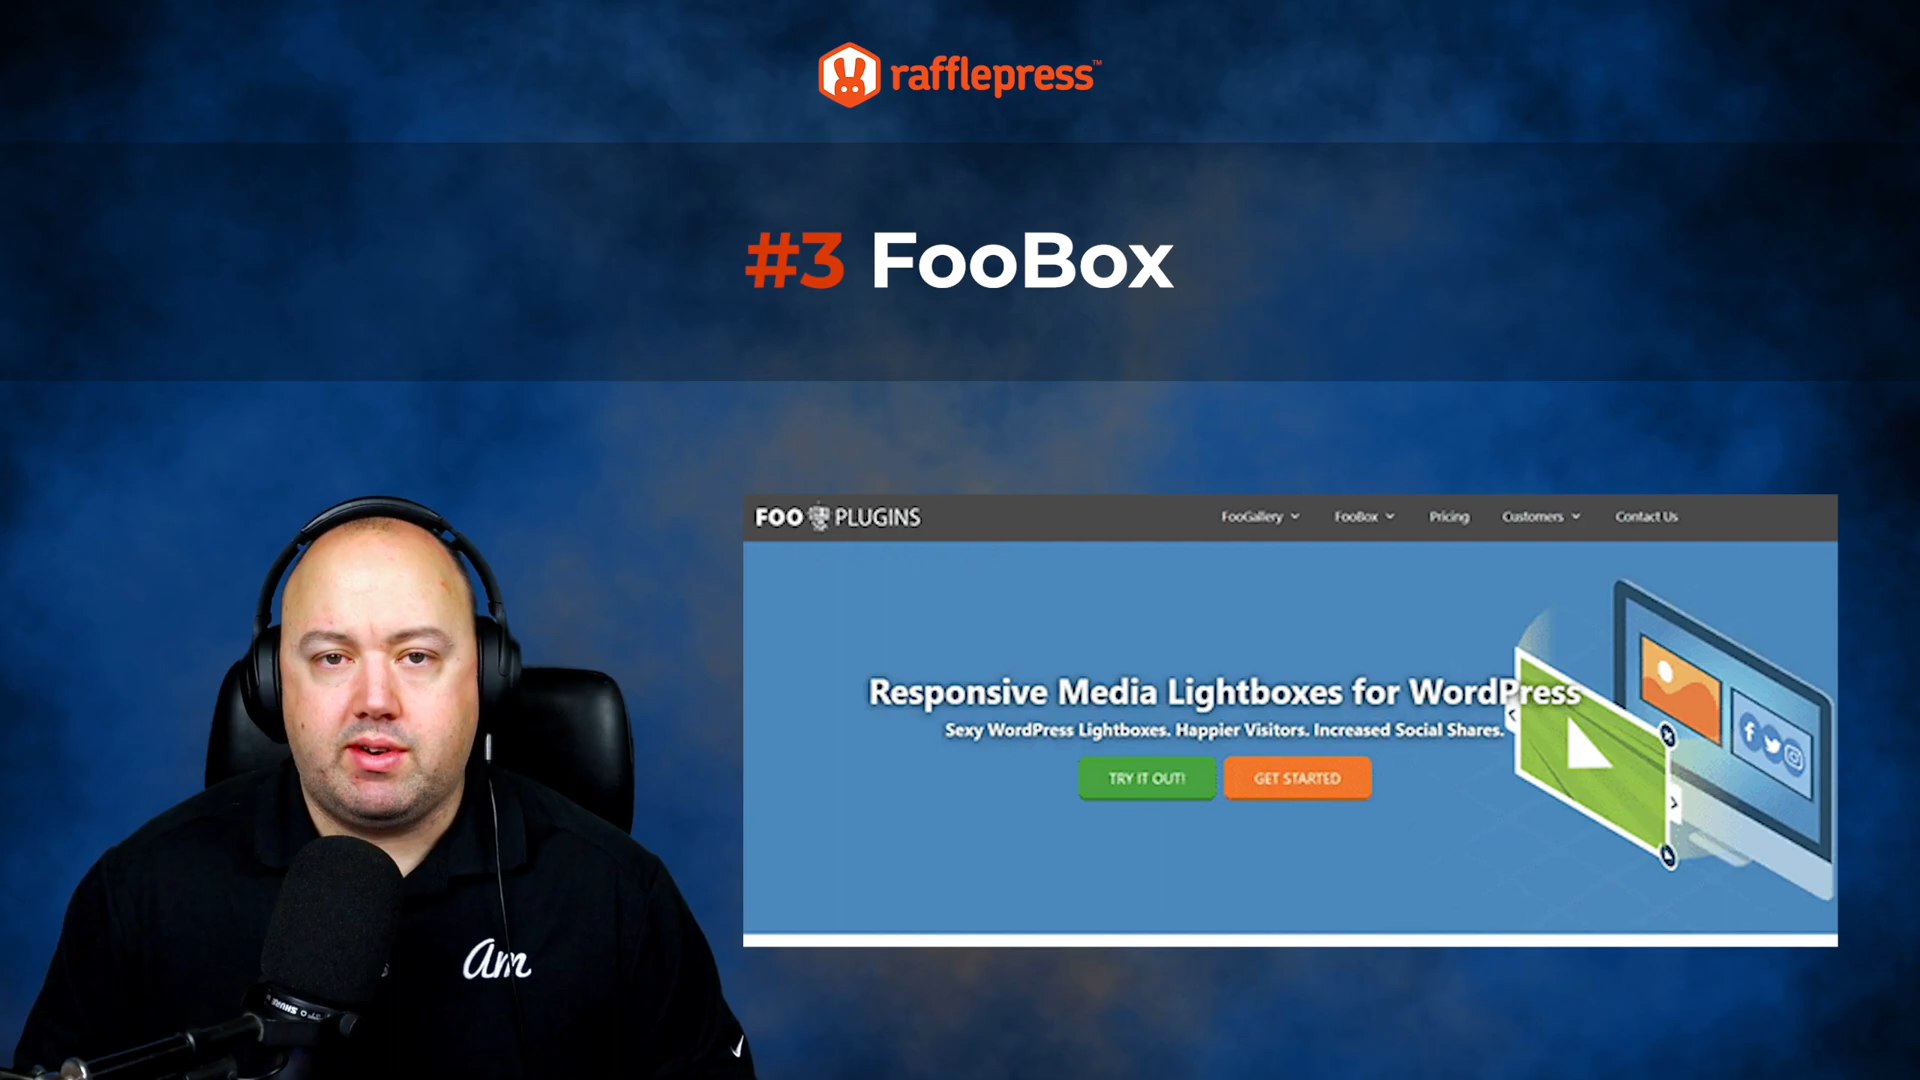 rafflepress™
#3 FooBox
FOO PLUGINS
FooGallery FooBox Pricing Customers Contact Us
Responsive Media Lightboxes for WordPress
Sexy WordPress Lightboxes. Happier Visitors. Increased Social Shares.
TRY IT OUT! GET STARTED
am
SHURE